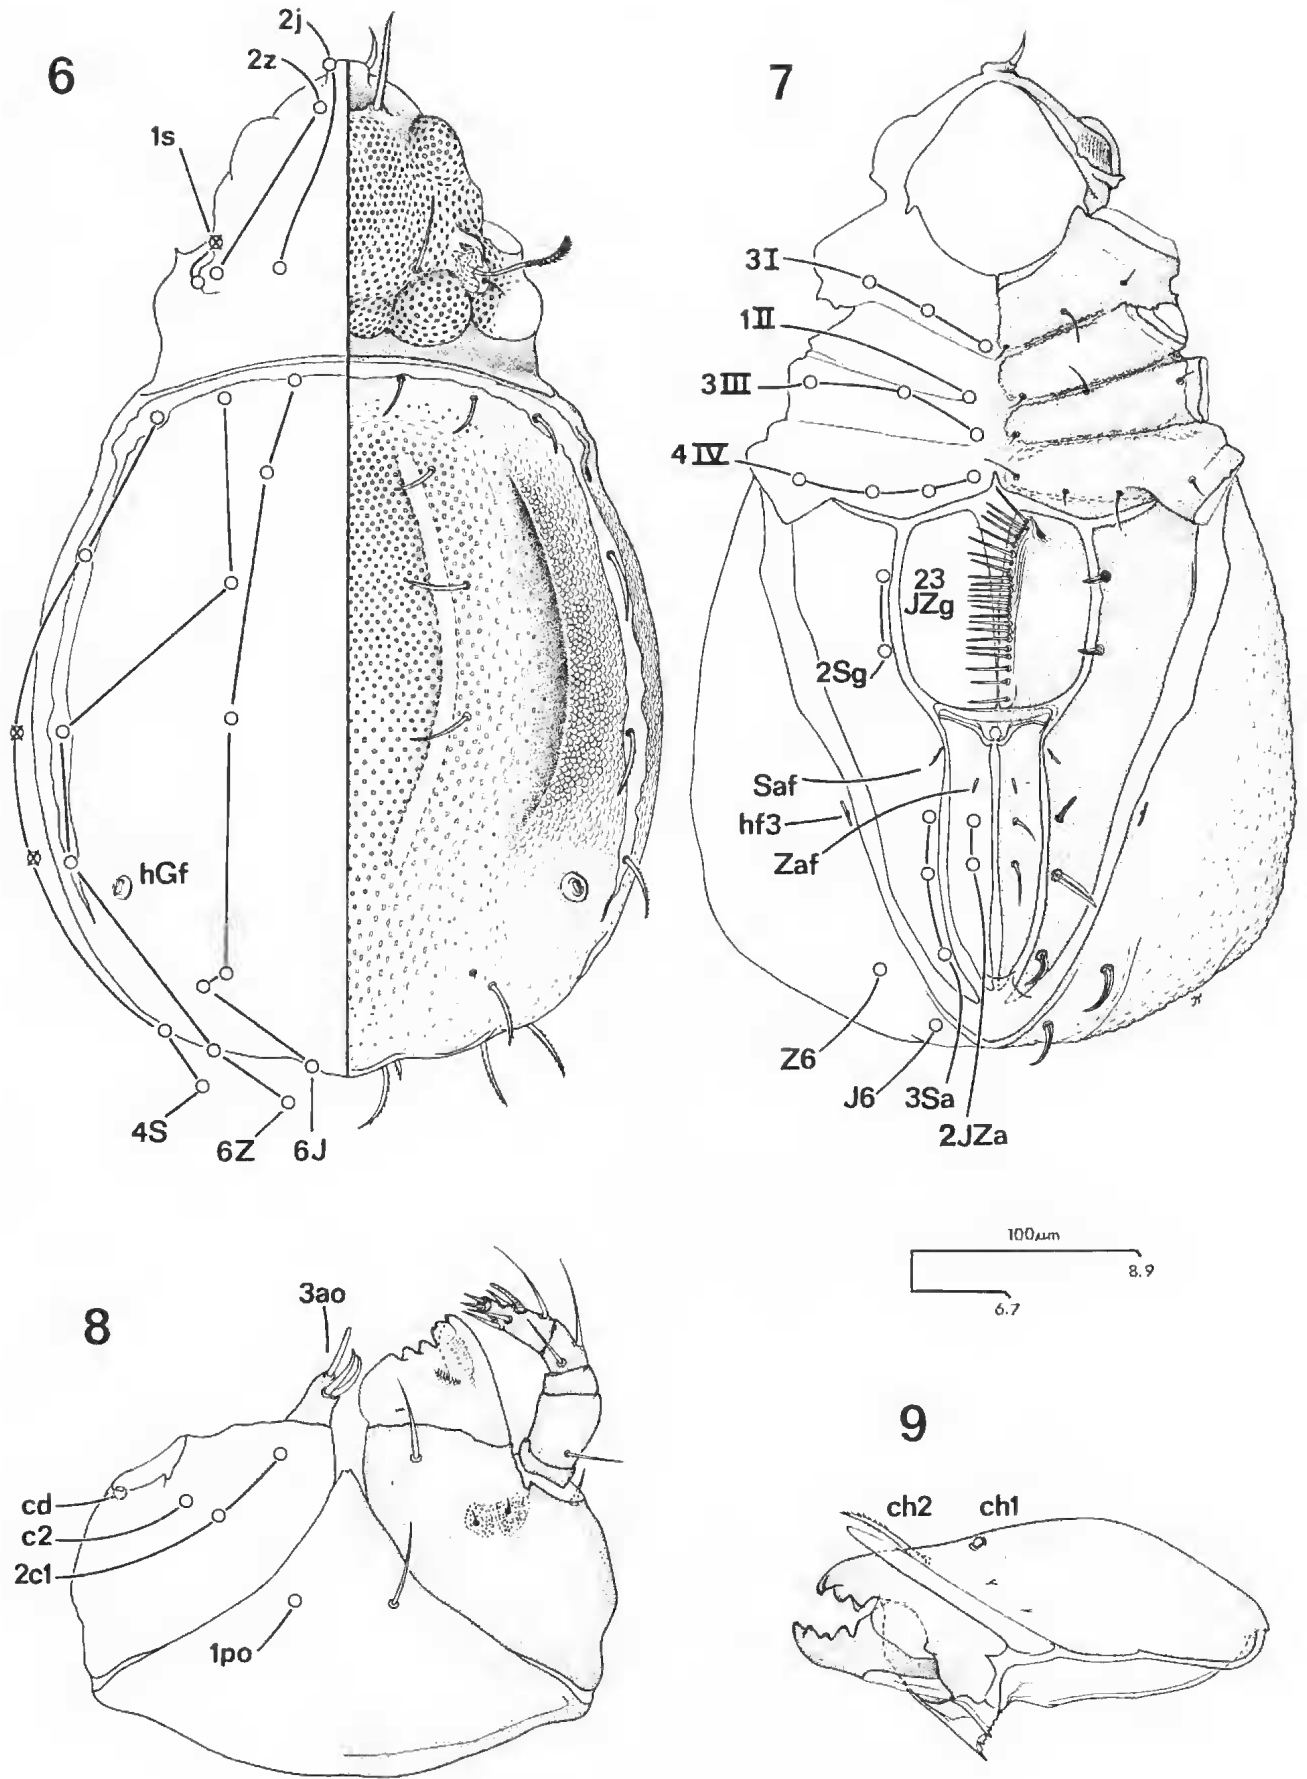 6
2j
2z
1s
hGf
4S
6Z
6J
7
3I
1II
3III
4IV
23
JZg
2Sg
Saf
hf3
Zaf
Z6
J6
3Sa
2JZa
100µm
8.9
6.7
8
3ao
cd
c2
2c1
1po
9
ch2
ch1